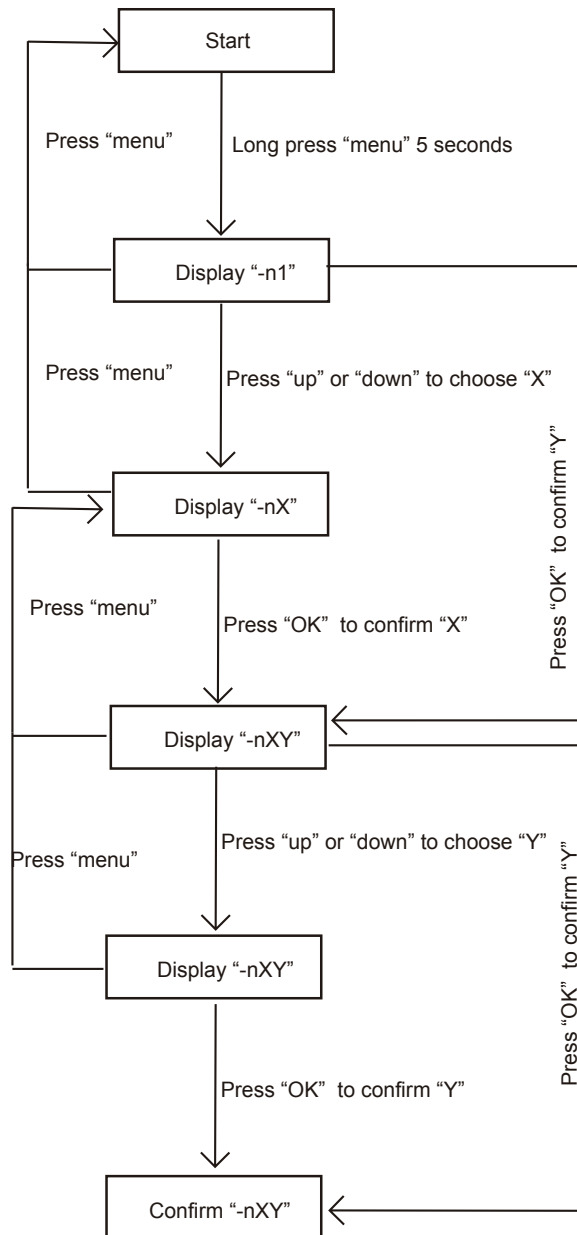 Start
Press “menu”
Long press “menu” 5 seconds
Display “-n1”
Press “menu”
Press “up” or “down” to choose “X”
Display “-nX”
Press “OK”  to confirm “Y”
Press “menu”
Press “OK”  to confirm “X”
Display “-nXY”
Press “up” or “down” to choose “Y”
Press “menu”
Press “OK”  to confirm “Y”
Display “-nXY”
Press “OK”  to confirm “Y”
Confirm “-nXY”